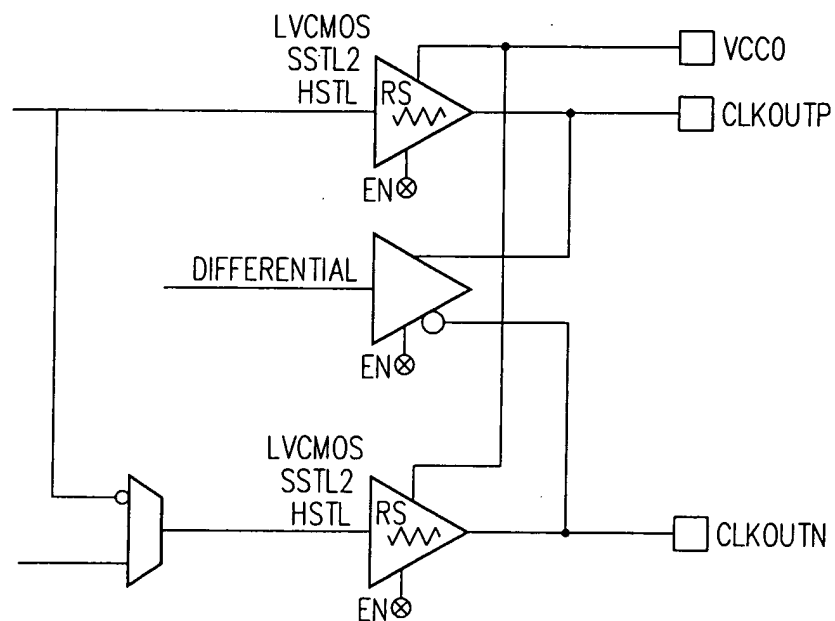 LVCMOS
SSTL2
HSTL
RS
VCCO
CLKOUTP
EN
DIFFERENTIAL
EN
LVCMOS
SSTL2
HSTL
RS
CLKOUTN
EN